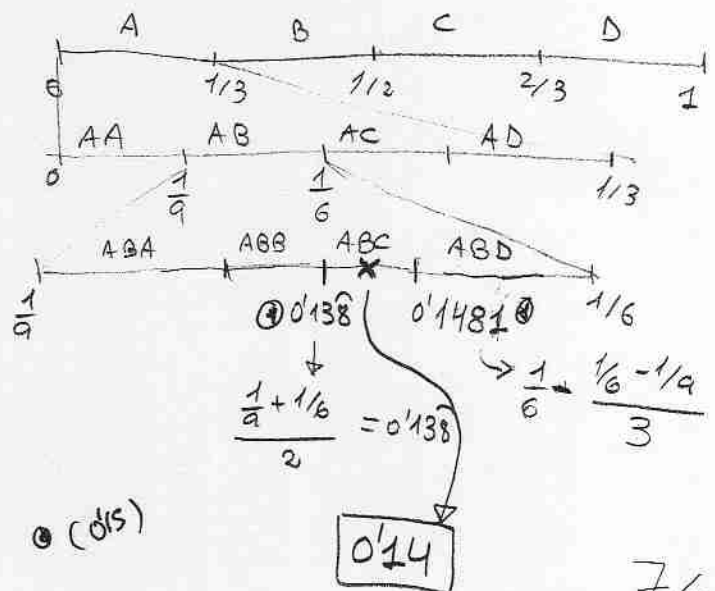 A B C D
0 1/3 1/2 2/3 1
AA AB AC AD
0 1/9 1/6 1/3
ABA ABB ABC ABD
1/9 0'138̂ 0'1481 1/6
(1/9 + 1/6)/2 = 0'138̂
1/6 - (1/6 - 1/9)/3
(0'15)
0'14